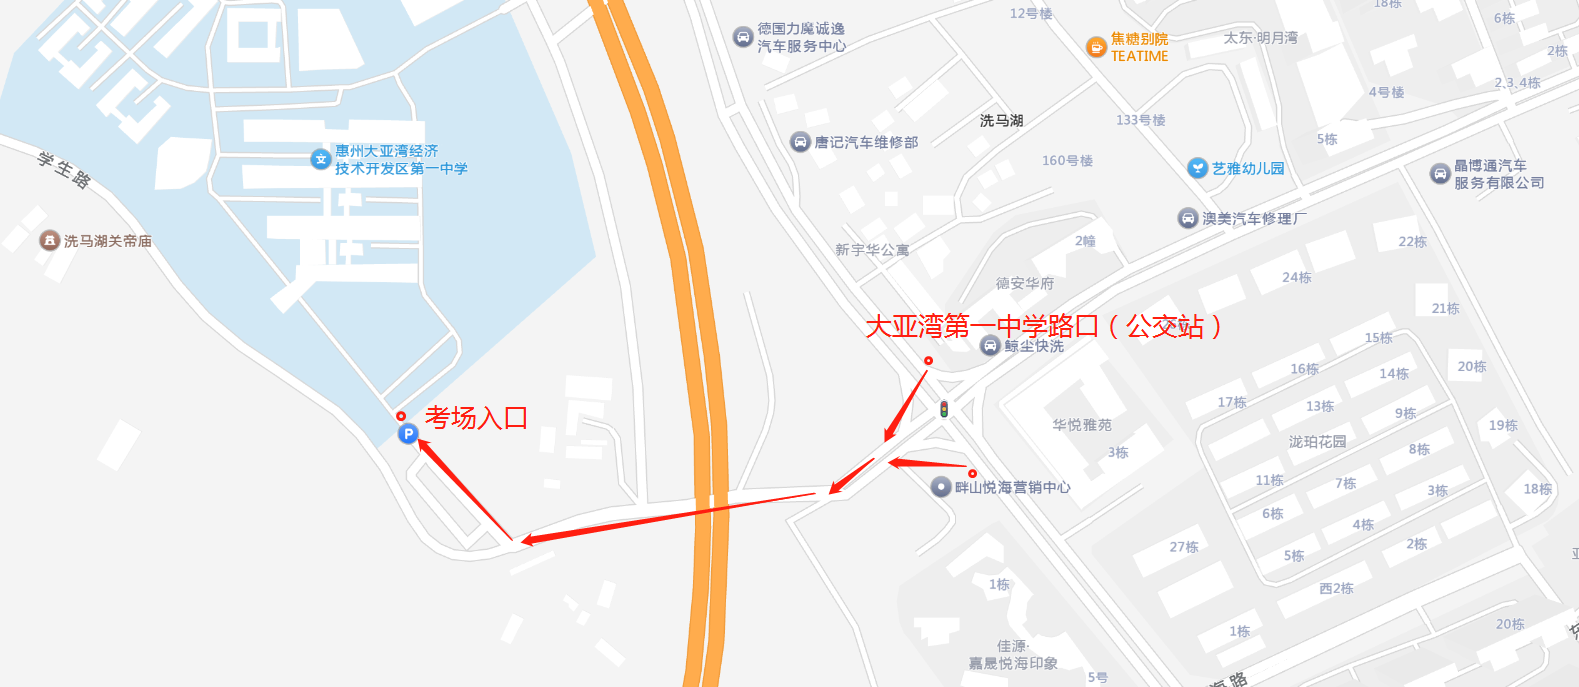 18栋
12号楼
6栋
德国力魔诚逸
汽车服务中心
焦糖别院
TEATIME
太东·明月湾
2栋
2,3,4栋
4号楼
洗马湖
133号楼
唐记汽车维修部
5栋
惠州大亚湾经济
技术开发区第一中学
160号楼
艺雅幼儿园
晶博通汽车
服务有限公司
学生路
澳美汽车修理厂
洗马湖关帝庙
2幢
22栋
新宇华公寓
24栋
德安华府
21栋
大亚湾第一中学路口（公交站）
鲸尘快洗
15栋
16栋
14栋
20栋
17栋
13栋
9栋
考场入口
P
华悦雅苑
19栋
3栋
泷珀花园
8栋
11栋
7栋
3栋
18栋
畔山悦海营销中心
6栋
4栋
5栋
2栋
27栋
1栋
西2栋
1栋
20栋
佳源·
嘉晟悦海印象
5号
海路